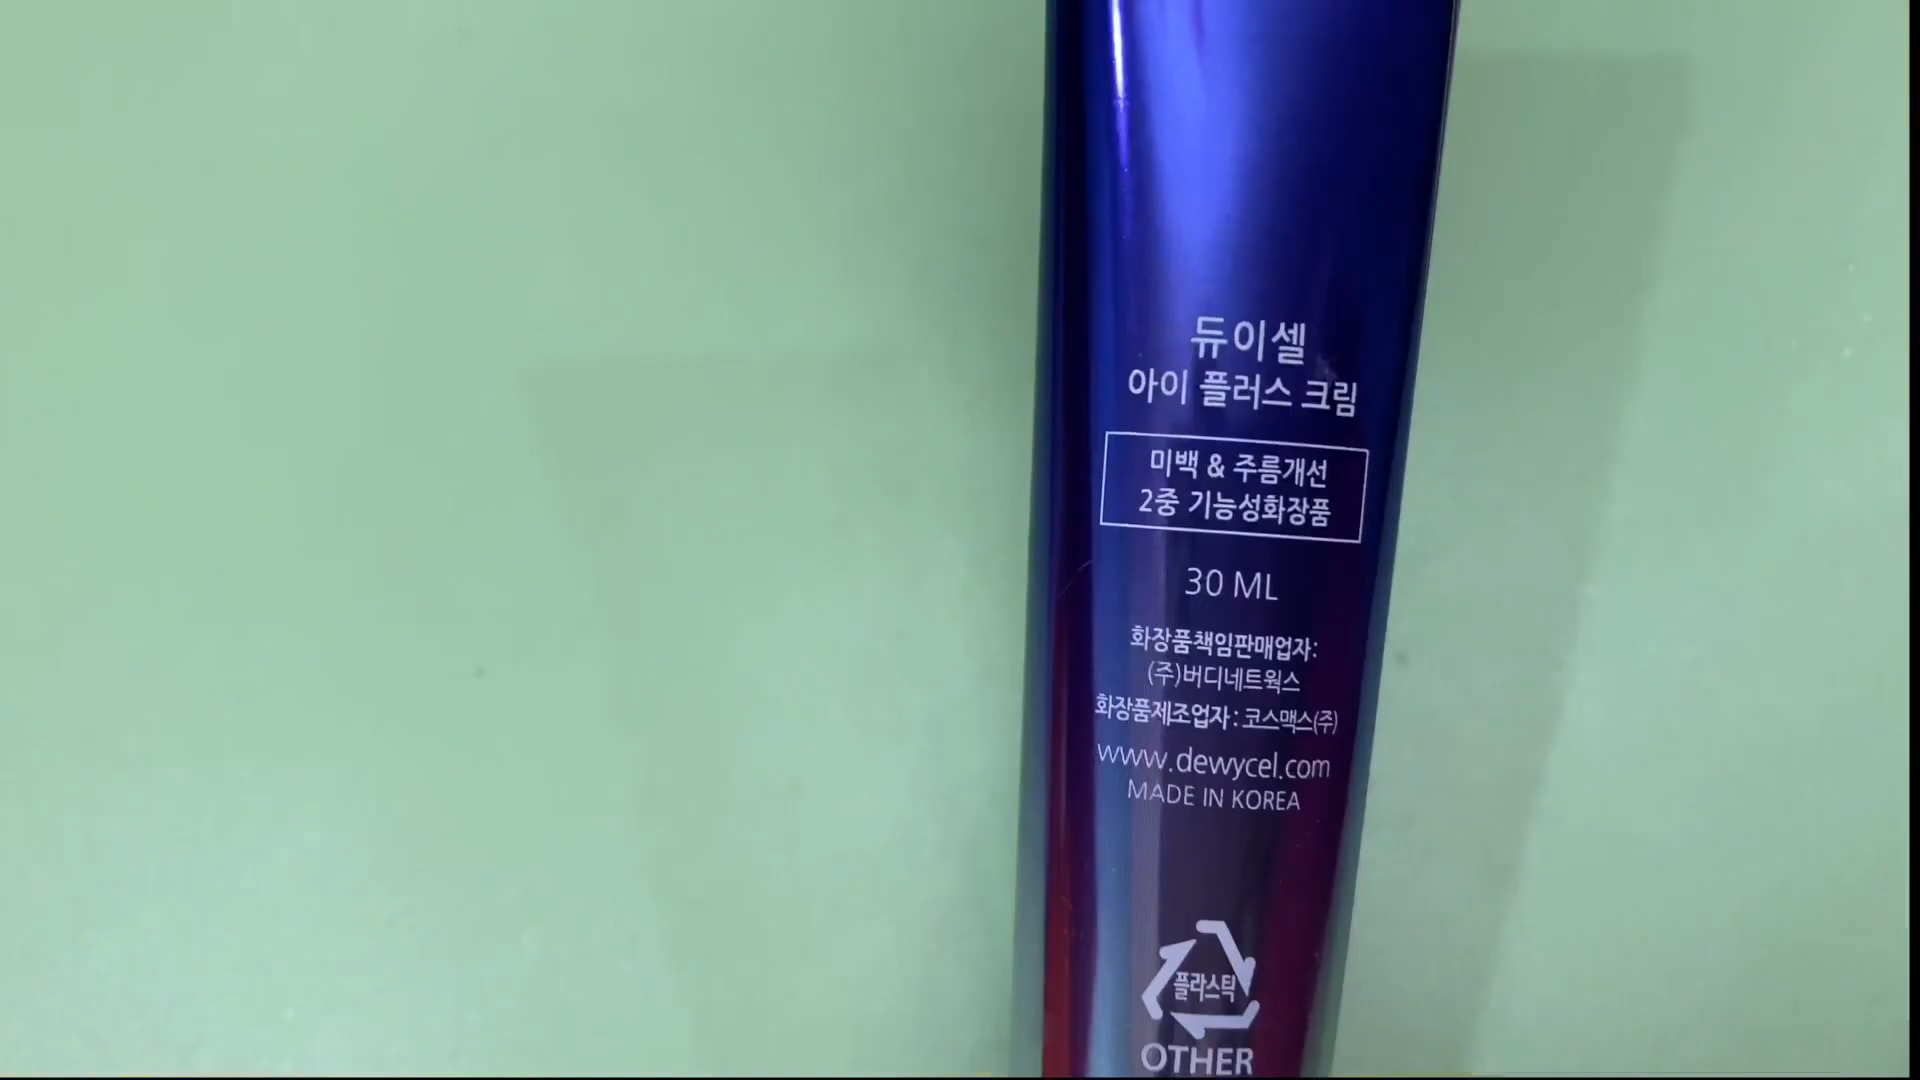 듀이셀
아이 플러스 크림
미백 & 주름개선
2중 기능성화장품
30 ML
화장품책임판매업자:
(주)버디네트웍스
화장품제조업자 : 코스맥스(주)
www.dewycel.com
MADE IN KOREA
플라스틱
OTHER